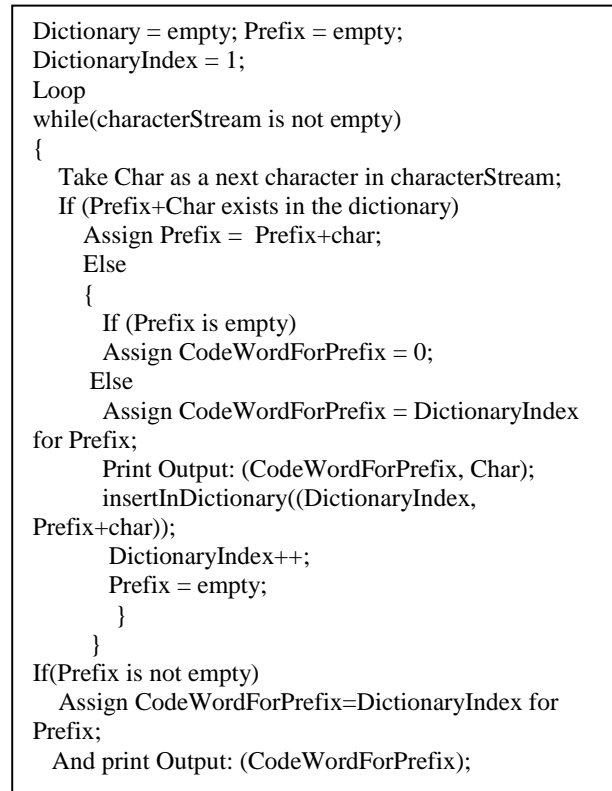 Dictionary = empty; Prefix = empty;
DictionaryIndex = 1;
Loop
while(characterStream is not empty)
{
Take Char as a next character in characterStream;
If (Prefix+Char exists in the dictionary)
Assign Prefix = Prefix+char;
Else
{
If (Prefix is empty)
Assign CodeWordForPrefix = 0;
Else
Assign CodeWordForPrefix = DictionaryIndex
for Prefix;
Print Output: (CodeWordForPrefix, Char);
insertInDictionary((DictionaryIndex,
Prefix+char));
DictionaryIndex++;
Prefix = empty;
}
}
If(Prefix is not empty)
Assign CodeWordForPrefix=DictionaryIndex for
Prefix;
And print Output: (CodeWordForPrefix);